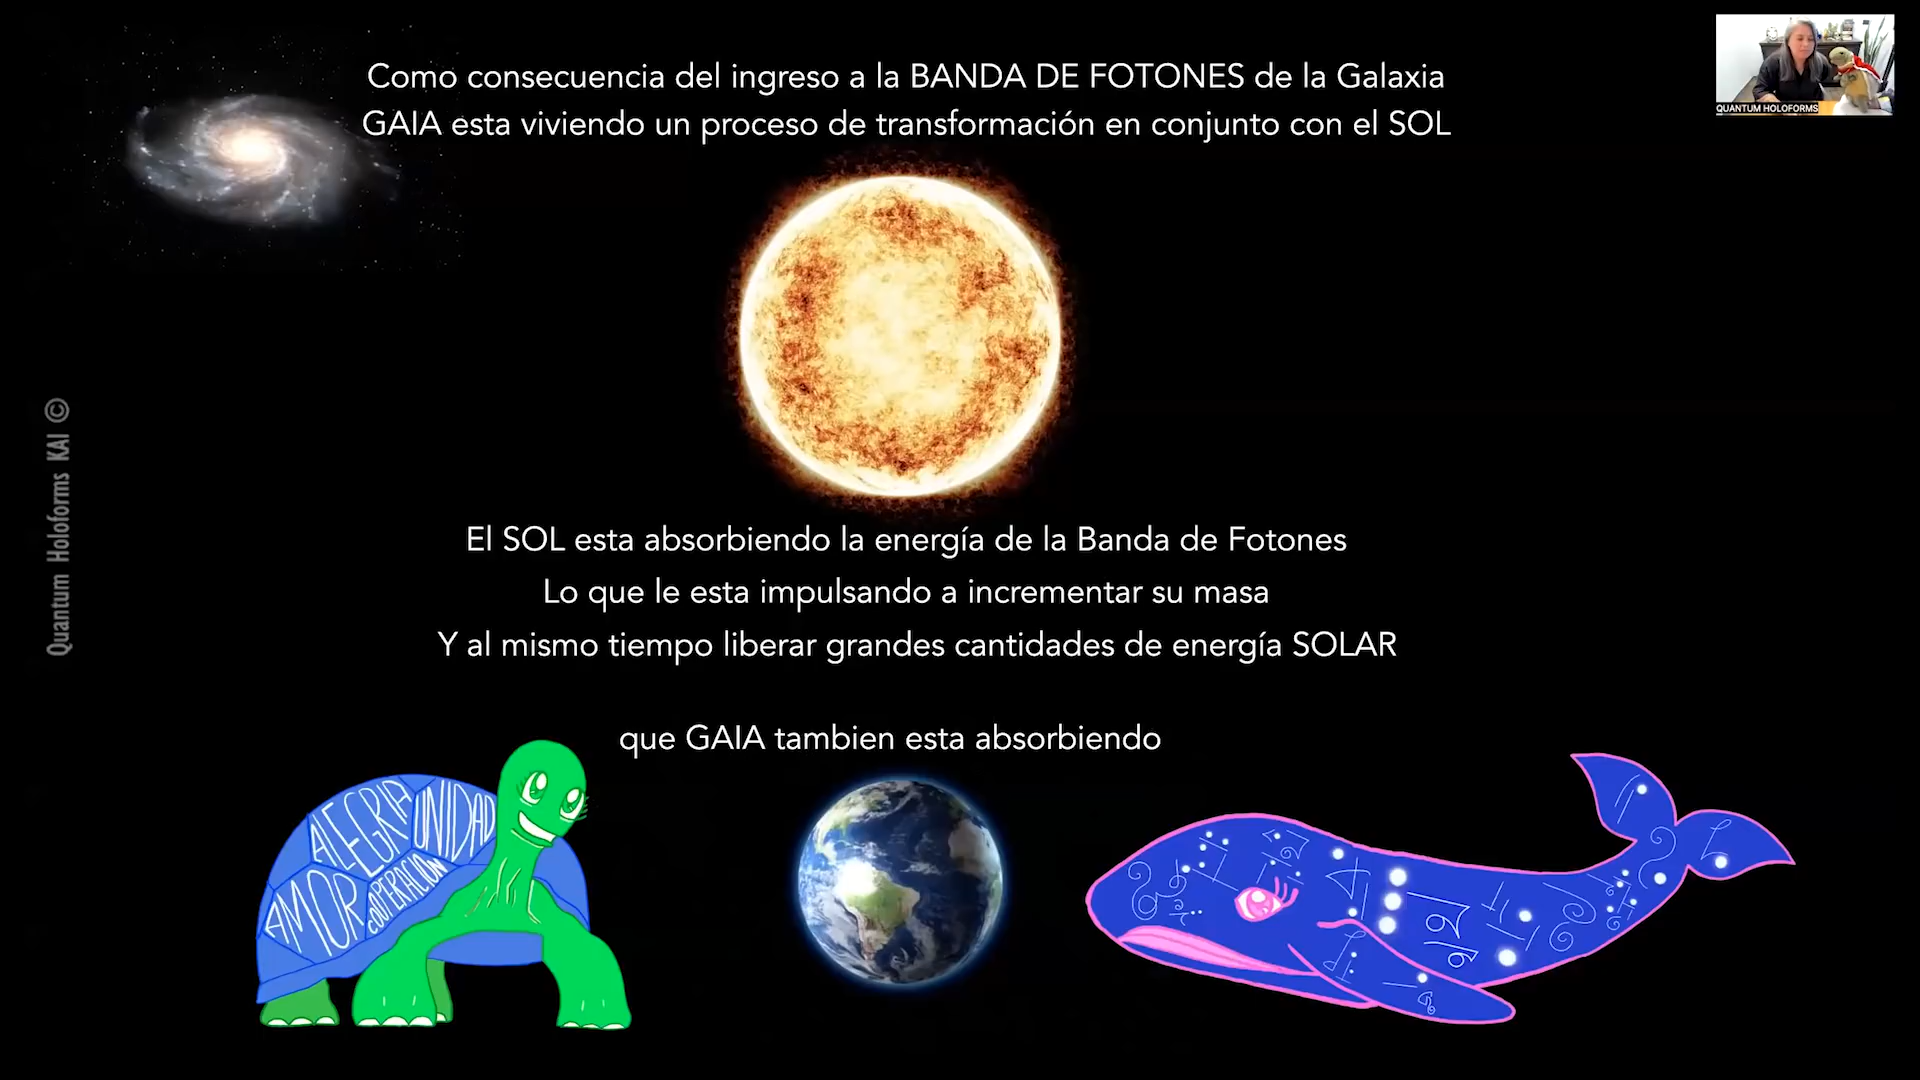 Como consecuencia del ingreso a la BANDA DE FOTONES de la Galaxia
GAIA esta viviendo un proceso de transformación en conjunto con el SOL
QUANTUM HOLOFORMS
Quantum Holoforms KAI ©
El SOL esta absorbiendo la energía de la Banda de Fotones
Lo que le esta impulsando a incrementar su masa
Y al mismo tiempo liberar grandes cantidades de energía SOLAR
que GAIA tambien esta absorbiendo
ALEGRIA
UNIDAD
AMOR
COOPERACION